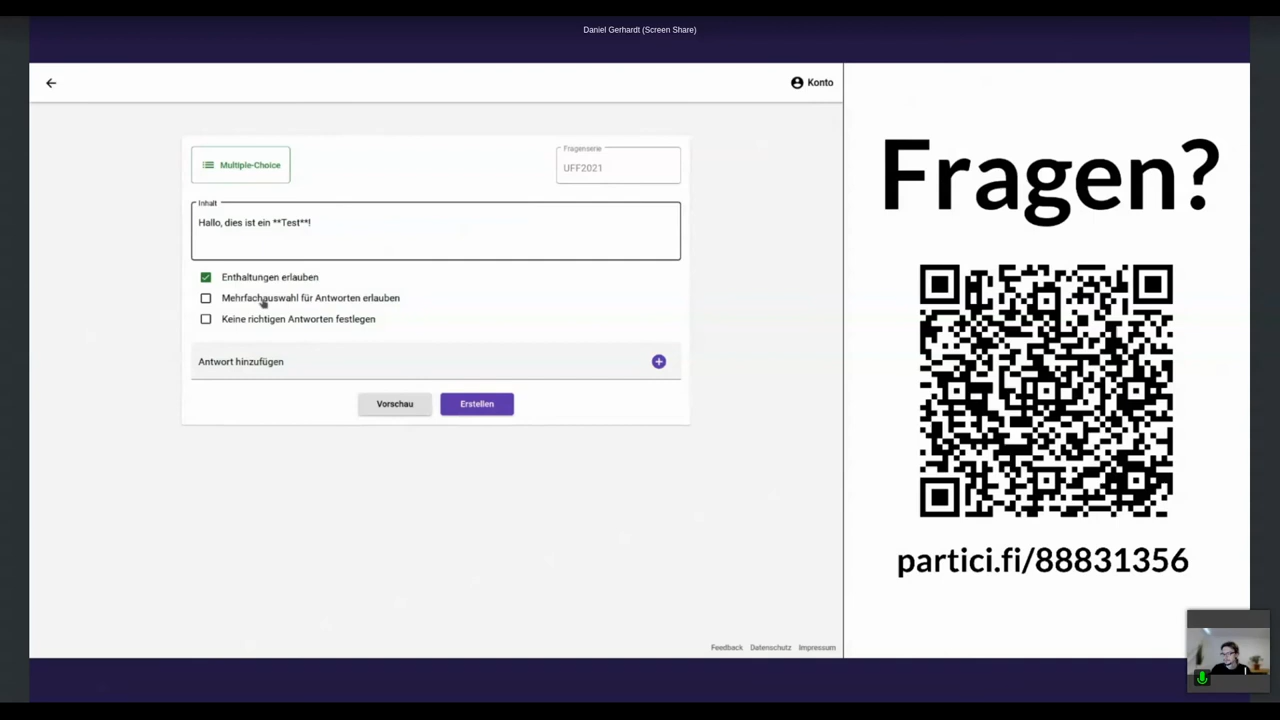 Daniel Gerhardt (Screen Share)
Konto
Multiple-Choice
Fragenserie
UFF2021
Inhalt
Hallo, dies ist ein **Test**!
Enthaltungen erlauben
Mehrfachauswahl für Antworten erlauben
Keine richtigen Antworten festlegen
Antwort hinzufügen
Vorschau
Erstellen
Feedback Datenschutz Impressum
Fragen?
partici.fi/88831356